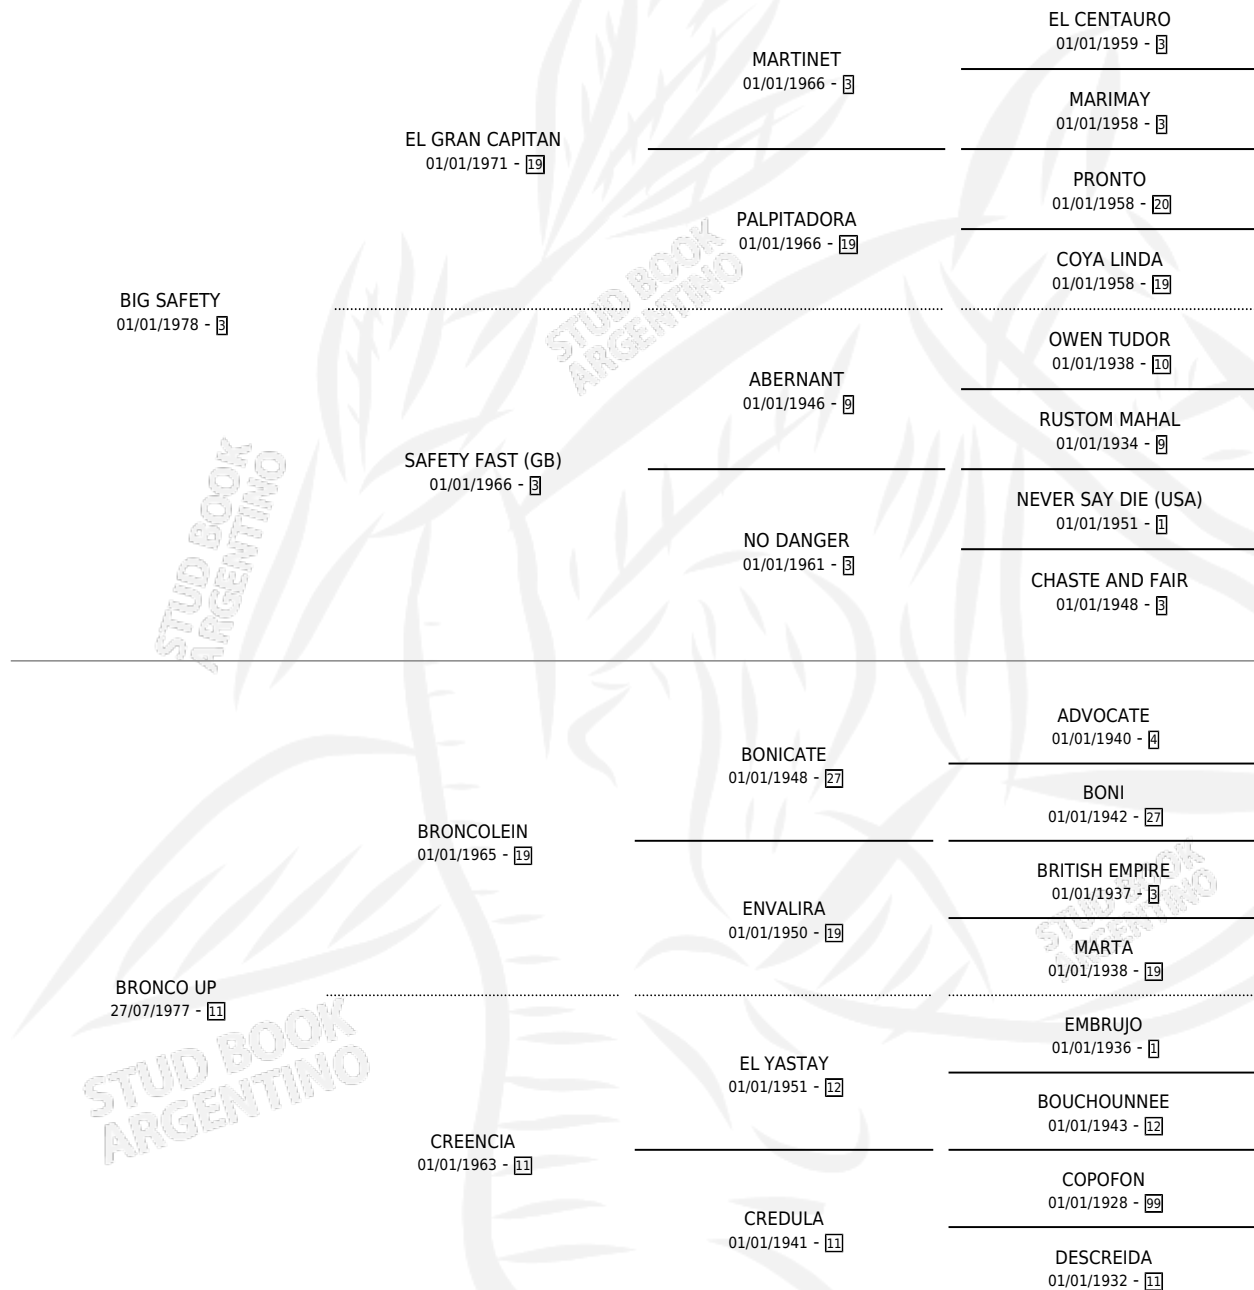 EL CENTAURO
01/01/1959 - 3
MARTINET
01/01/1966 - 3
MARIMAY
01/01/1958 - 3
EL GRAN CAPITAN
01/01/1971 - 19
PRONTO
01/01/1958 - 20
PALPITADORA
01/01/1966 - 19
COYA LINDA
01/01/1958 - 19
BIG SAFETY
01/01/1978 - 3
STUD BOOK
ARGENTINO
OWEN TUDOR
01/01/1938 - 10
ABERNANT
01/01/1946 - 9
RUSTOM MAHAL
01/01/1934 - 9
SAFETY FAST (GB)
01/01/1966 - 3
NEVER SAY DIE (USA)
01/01/1951 - 1
NO DANGER
01/01/1961 - 3
CHASTE AND FAIR
01/01/1948 - 3
STUD BOOK
ARGENTINO
ADVOCATE
01/01/1940 - 4
BONICATE
01/01/1948 - 27
BONI
01/01/1942 - 27
BRONCOLEIN
01/01/1965 - 19
BRITISH EMPIRE
01/01/1937 - 3
ENVALIRA
01/01/1950 - 19
MARTA
01/01/1938 - 19
STUD BOOK
ARGENTINO
BRONCO UP
27/07/1977 - 11
STUD BOOK
ARGENTINO
EMBRUJO
01/01/1936 - 1
EL YASTAY
01/01/1951 - 12
BOUCHOUNNEE
01/01/1943 - 12
CREENCIA
01/01/1963 - 11
COPOFON
01/01/1928 - 99
CREDULA
01/01/1941 - 11
DESCREIDA
01/01/1932 - 11